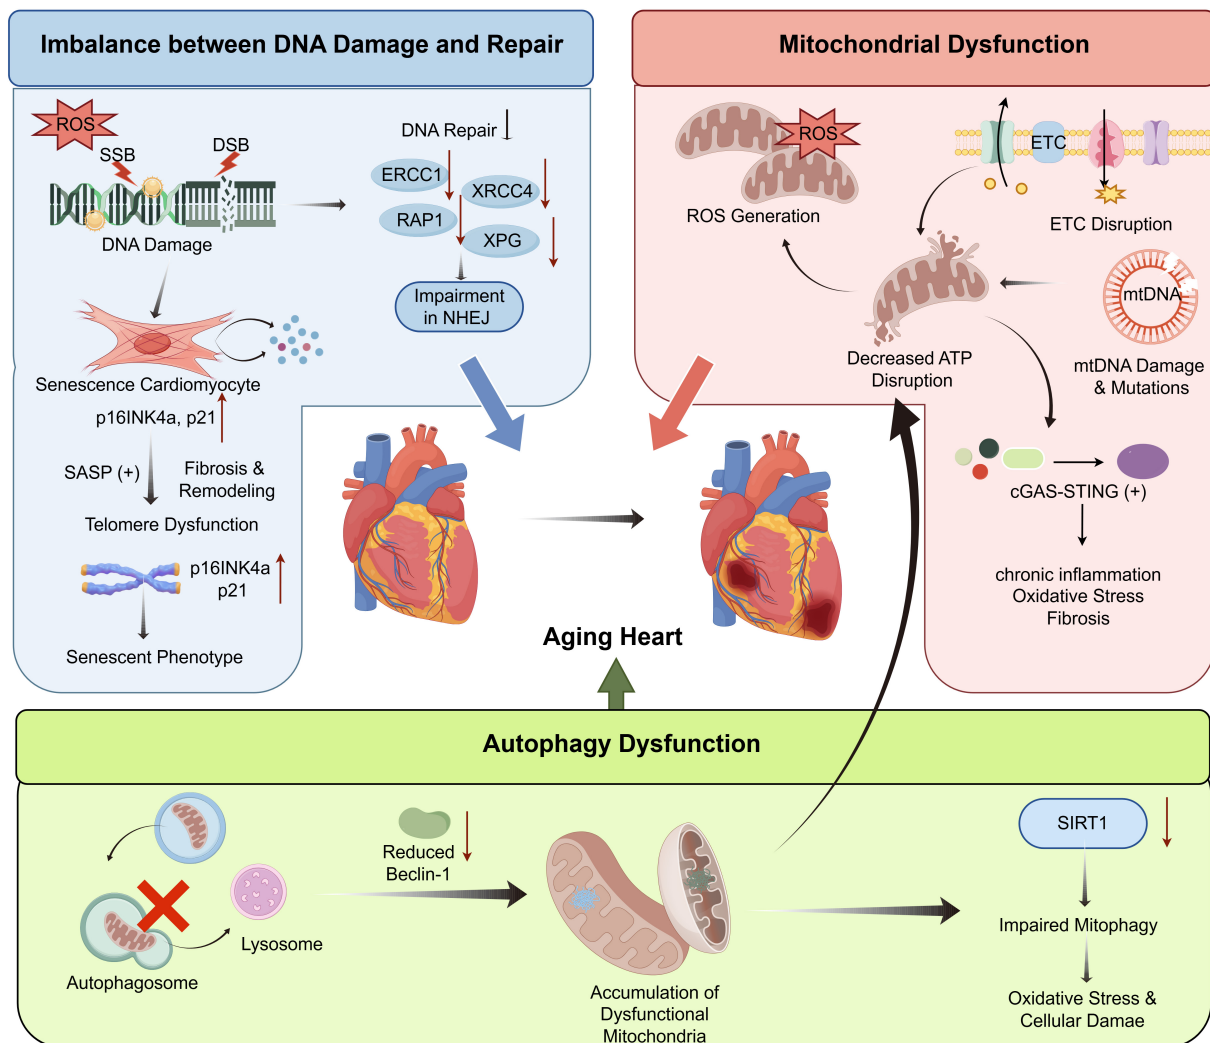 Imbalance between DNA Damage and Repair
ROS
SSB
DSB
DNA Damage
DNA Repair
ERCC1
XRCC4
RAP1
XPG
Impairment
in NHEJ
Senescence Cardiomyocyte
p16INK4a, p21
SASP (+)
Fibrosis &
Remodeling
Telomere Dysfunction
p16INK4a
p21
Senescent Phenotype
Mitochondrial Dysfunction
ROS
ROS Generation
ETC
ETC Disruption
mtDNA
mtDNA Damage
& Mutations
Decreased ATP
Disruption
cGAS-STING (+)
chronic inflammation
Oxidative Stress
Fibrosis
Aging Heart
Autophagy Dysfunction
Autophagosome
Lysosome
Reduced
Beclin-1
Accumulation of
Dysfunctional
Mitochondria
SIRT1
Impaired Mitophagy
Oxidative Stress &
Cellular Damae